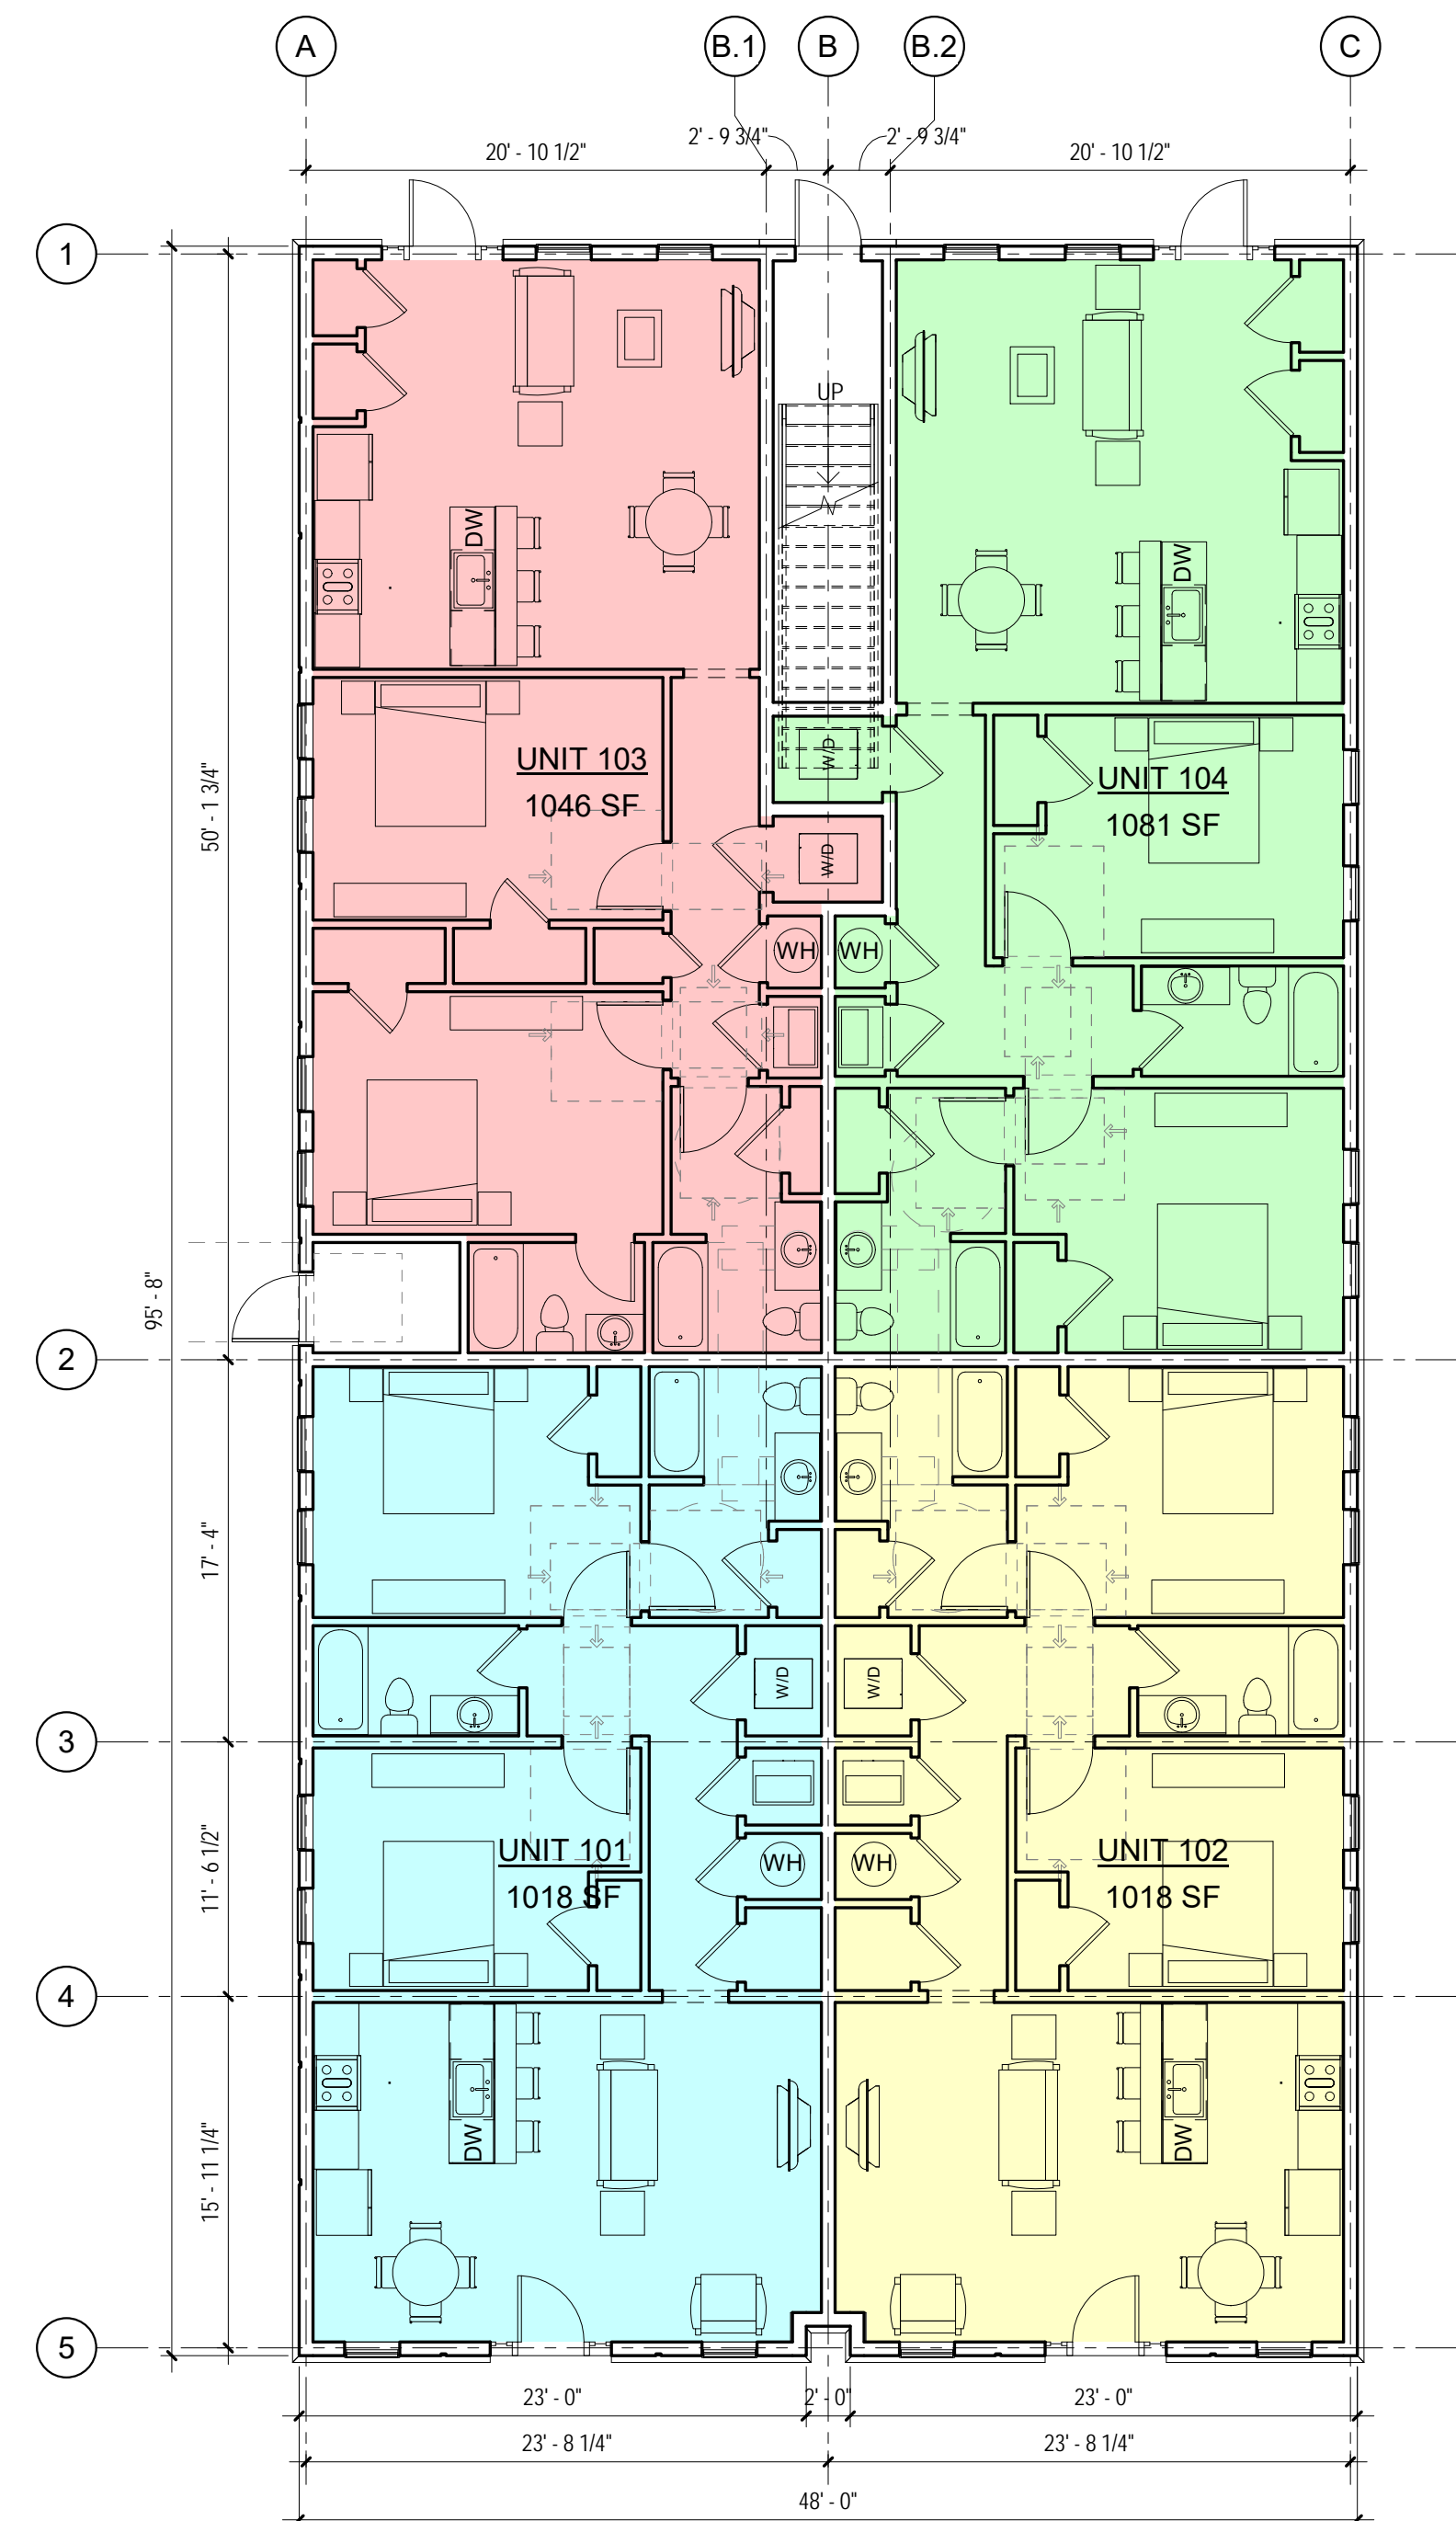 A
B.1
B
B.2
C
20' - 10 1/2"
2' - 9 3/4"
2' - 9 3/4"
20' - 10 1/2"
1
UP
DW
DW
W/D
UNIT 103
1046 SF
UNIT 104
1081 SF
50' - 1 3/4"
W/D
WH
WH
95' - 8"
2
17' - 4"
W/D
W/D
3
UNIT 101
1018 SF
UNIT 102
1018 SF
WH
WH
11' - 6 1/2"
4
DW
DW
15' - 11 1/4"
5
23' - 0"
2' - 0"
23' - 0"
23' - 8 1/4"
23' - 8 1/4"
48' - 0"